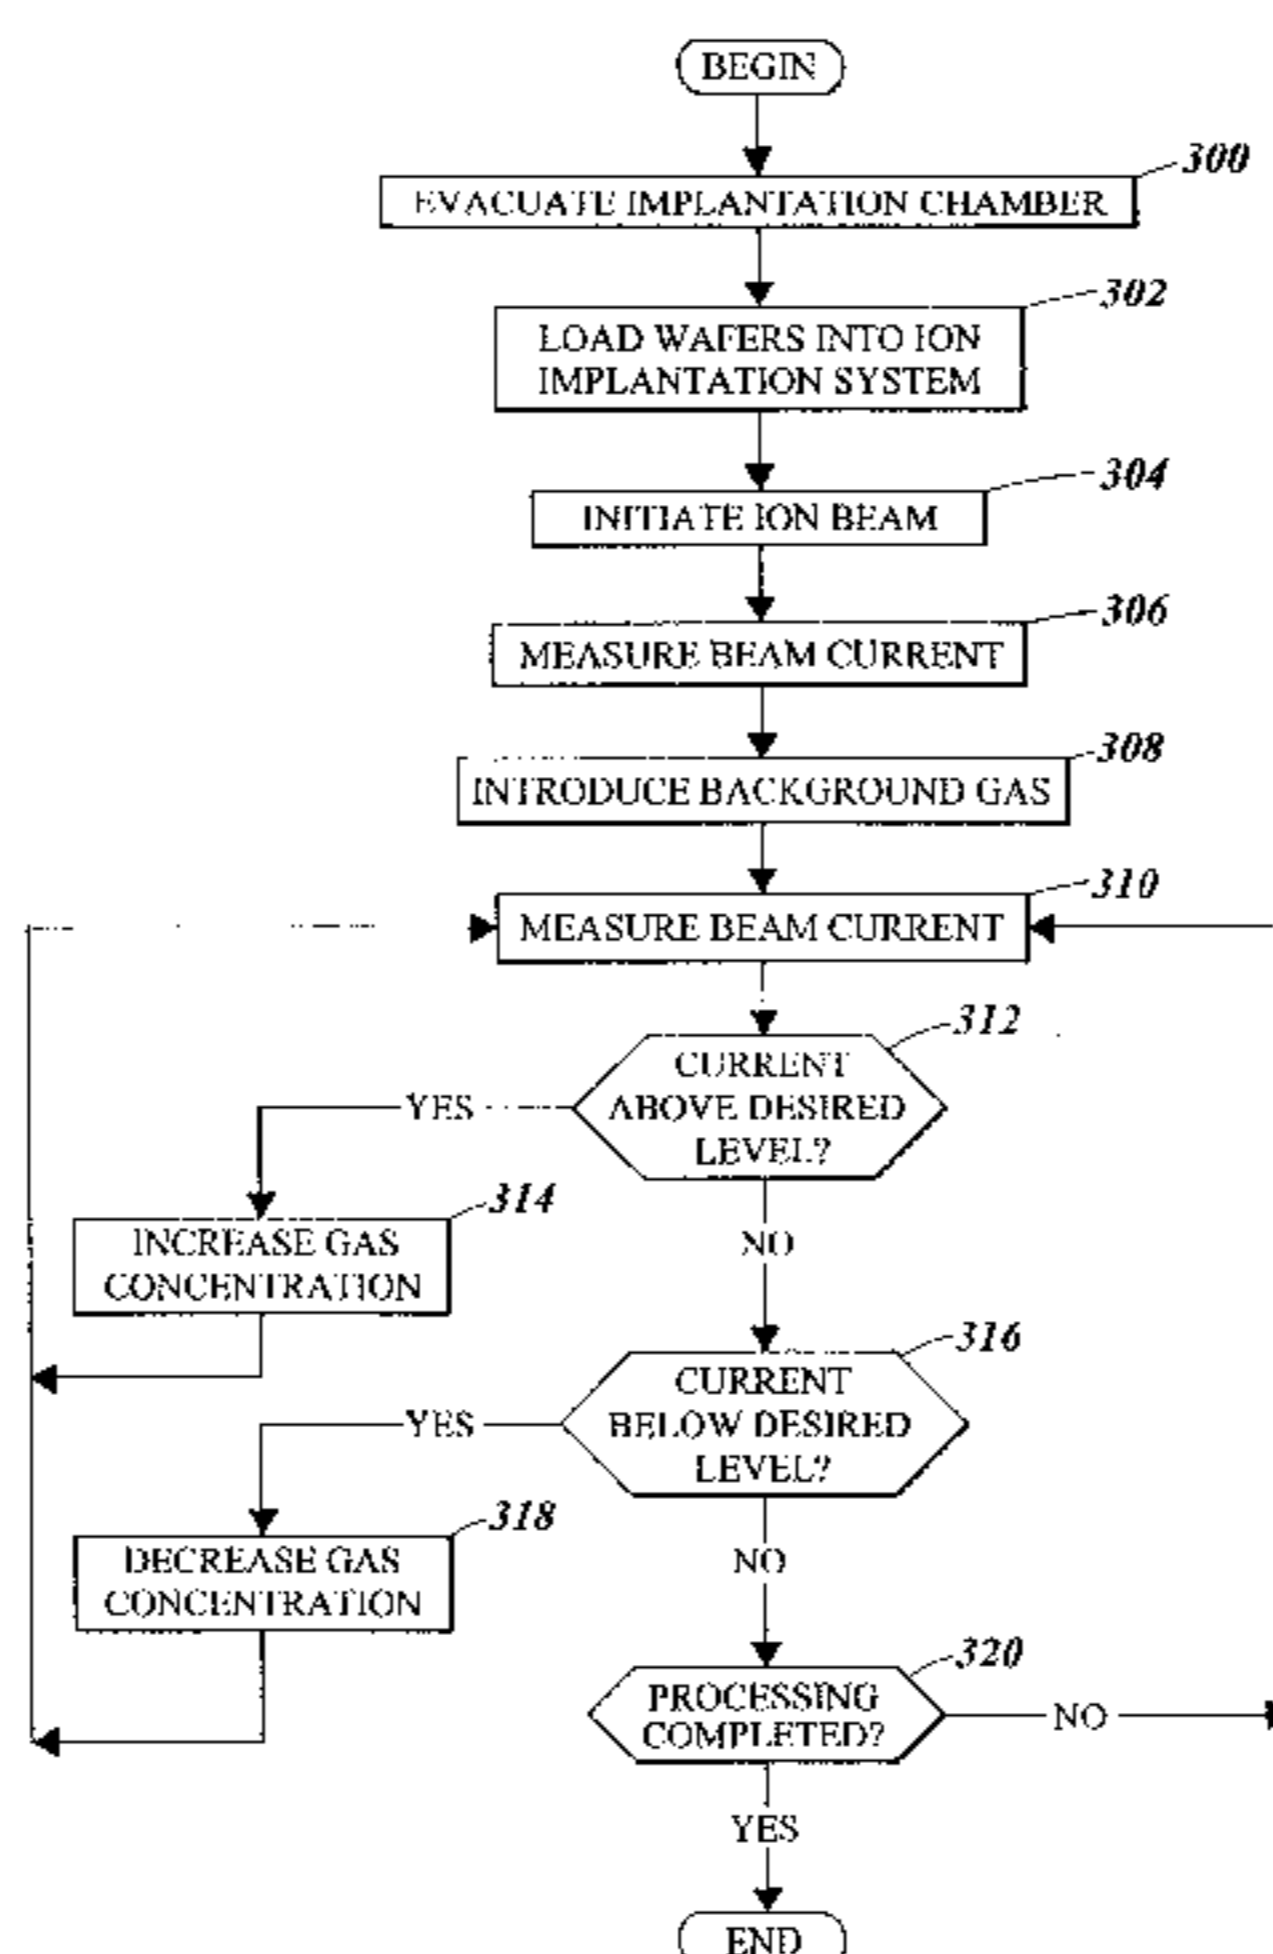 BEGIN
300
EVACUATE IMPLANTATION CHAMBER
302
LOAD WAFERS INTO ION
IMPLANTATION SYSTEM
304
INITIATE ION BEAM
306
MEASURE BEAM CURRENT
308
INTRODUCE BACKGROUND GAS
310
MEASURE BEAM CURRENT
312
CURRENT
ABOVE DESIRED
LEVEL?
YES
314
INCREASE GAS
CONCENTRATION
NO
316
CURRENT
BELOW DESIRED
LEVEL?
YES
318
DECREASE GAS
CONCENTRATION
NO
320
PROCESSING
COMPLETED?
NO
YES
END